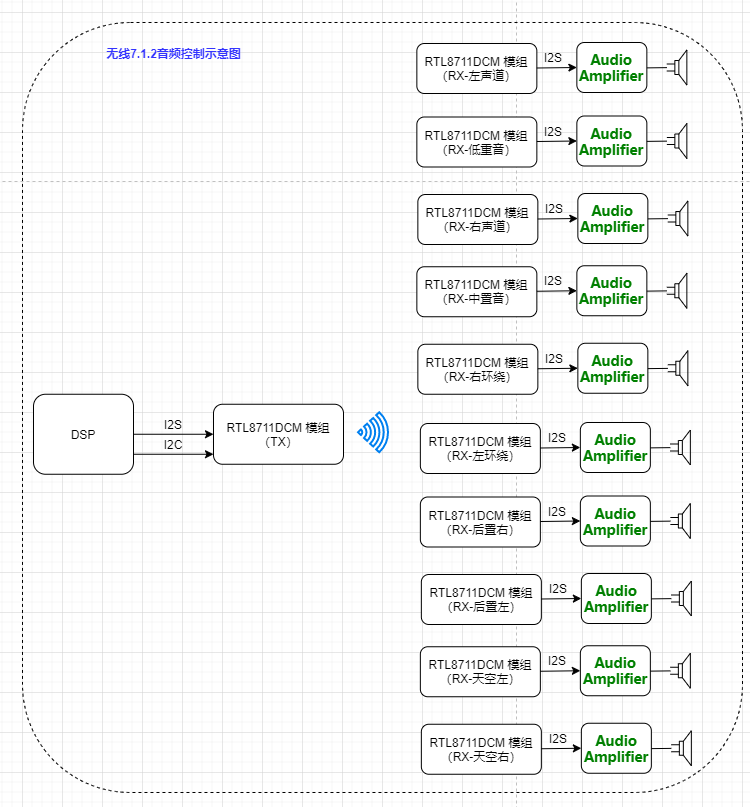 无线7.1.2音频控制示意图
RTL8711DCM 模组
(RX-左声道)
I2S
Audio
Amplifier
RTL8711DCM 模组
(RX-低重音)
I2S
Audio
Amplifier
RTL8711DCM 模组
(RX-右声道)
I2S
Audio
Amplifier
RTL8711DCM 模组
(RX-中置音)
I2S
Audio
Amplifier
RTL8711DCM 模组
(RX-右环绕)
I2S
Audio
Amplifier
DSP
I2S
I2C
RTL8711DCM 模组
(TX)
RTL8711DCM 模组
(RX-左环绕)
I2S
Audio
Amplifier
RTL8711DCM 模组
(RX-后置右)
I2S
Audio
Amplifier
RTL8711DCM 模组
(RX-后置左)
I2S
Audio
Amplifier
RTL8711DCM 模组
(RX-天空左)
I2S
Audio
Amplifier
RTL8711DCM 模组
(RX-天空右)
I2S
Audio
Amplifier